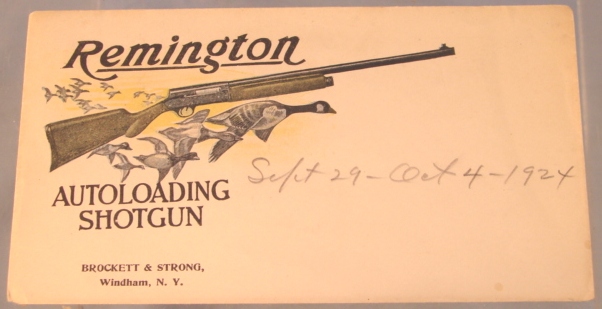 Remington
AUTOLOADING
SHOTGUN
Sept 29 - Oct 4 - 1924
BROCKETT & STRONG,
Windham, N. Y.